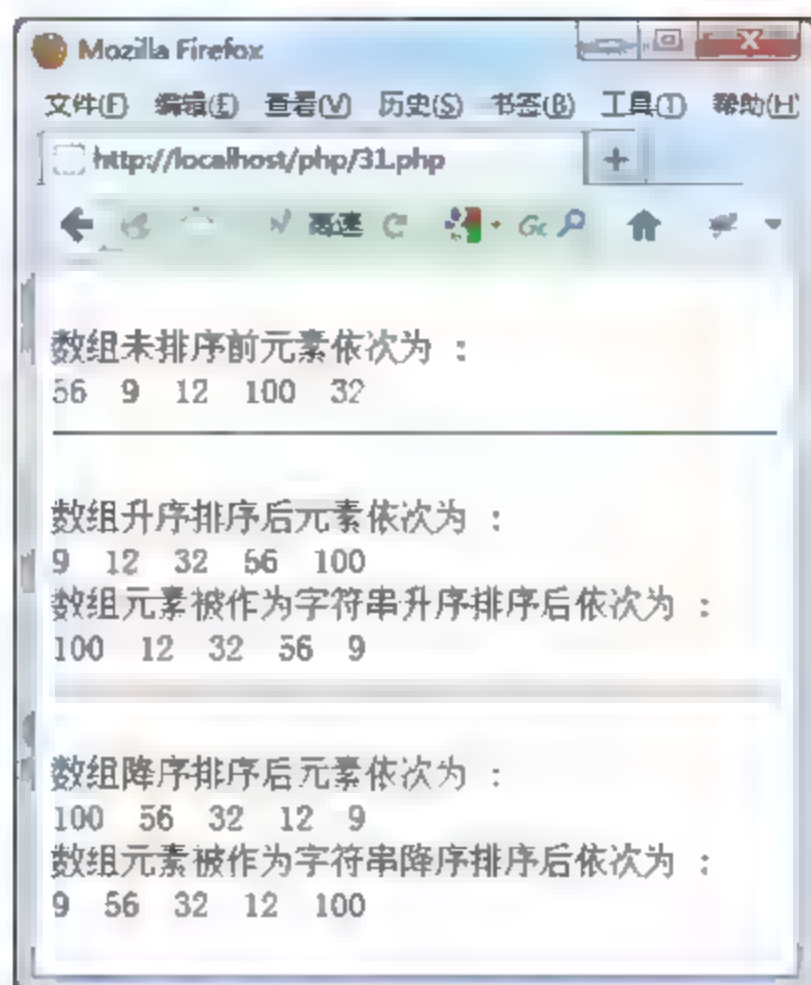 Mozilla Firefox
文件(F) 编辑(E) 查看(V) 历史(S) 书签(B) 工具(T) 帮助(H)
http://localhost/php/31.php +
高速
数组未排序前元素依次为 :
56 9 12 100 32
数组升序排序后元素依次为 :
9 12 32 56 100
数组元素被作为字符串升序排序后依次为 :
100 12 32 56 9
数组降序排序后元素依次为 :
100 56 32 12 9
数组元素被作为字符串降序排序后依次为 :
9 56 32 12 100